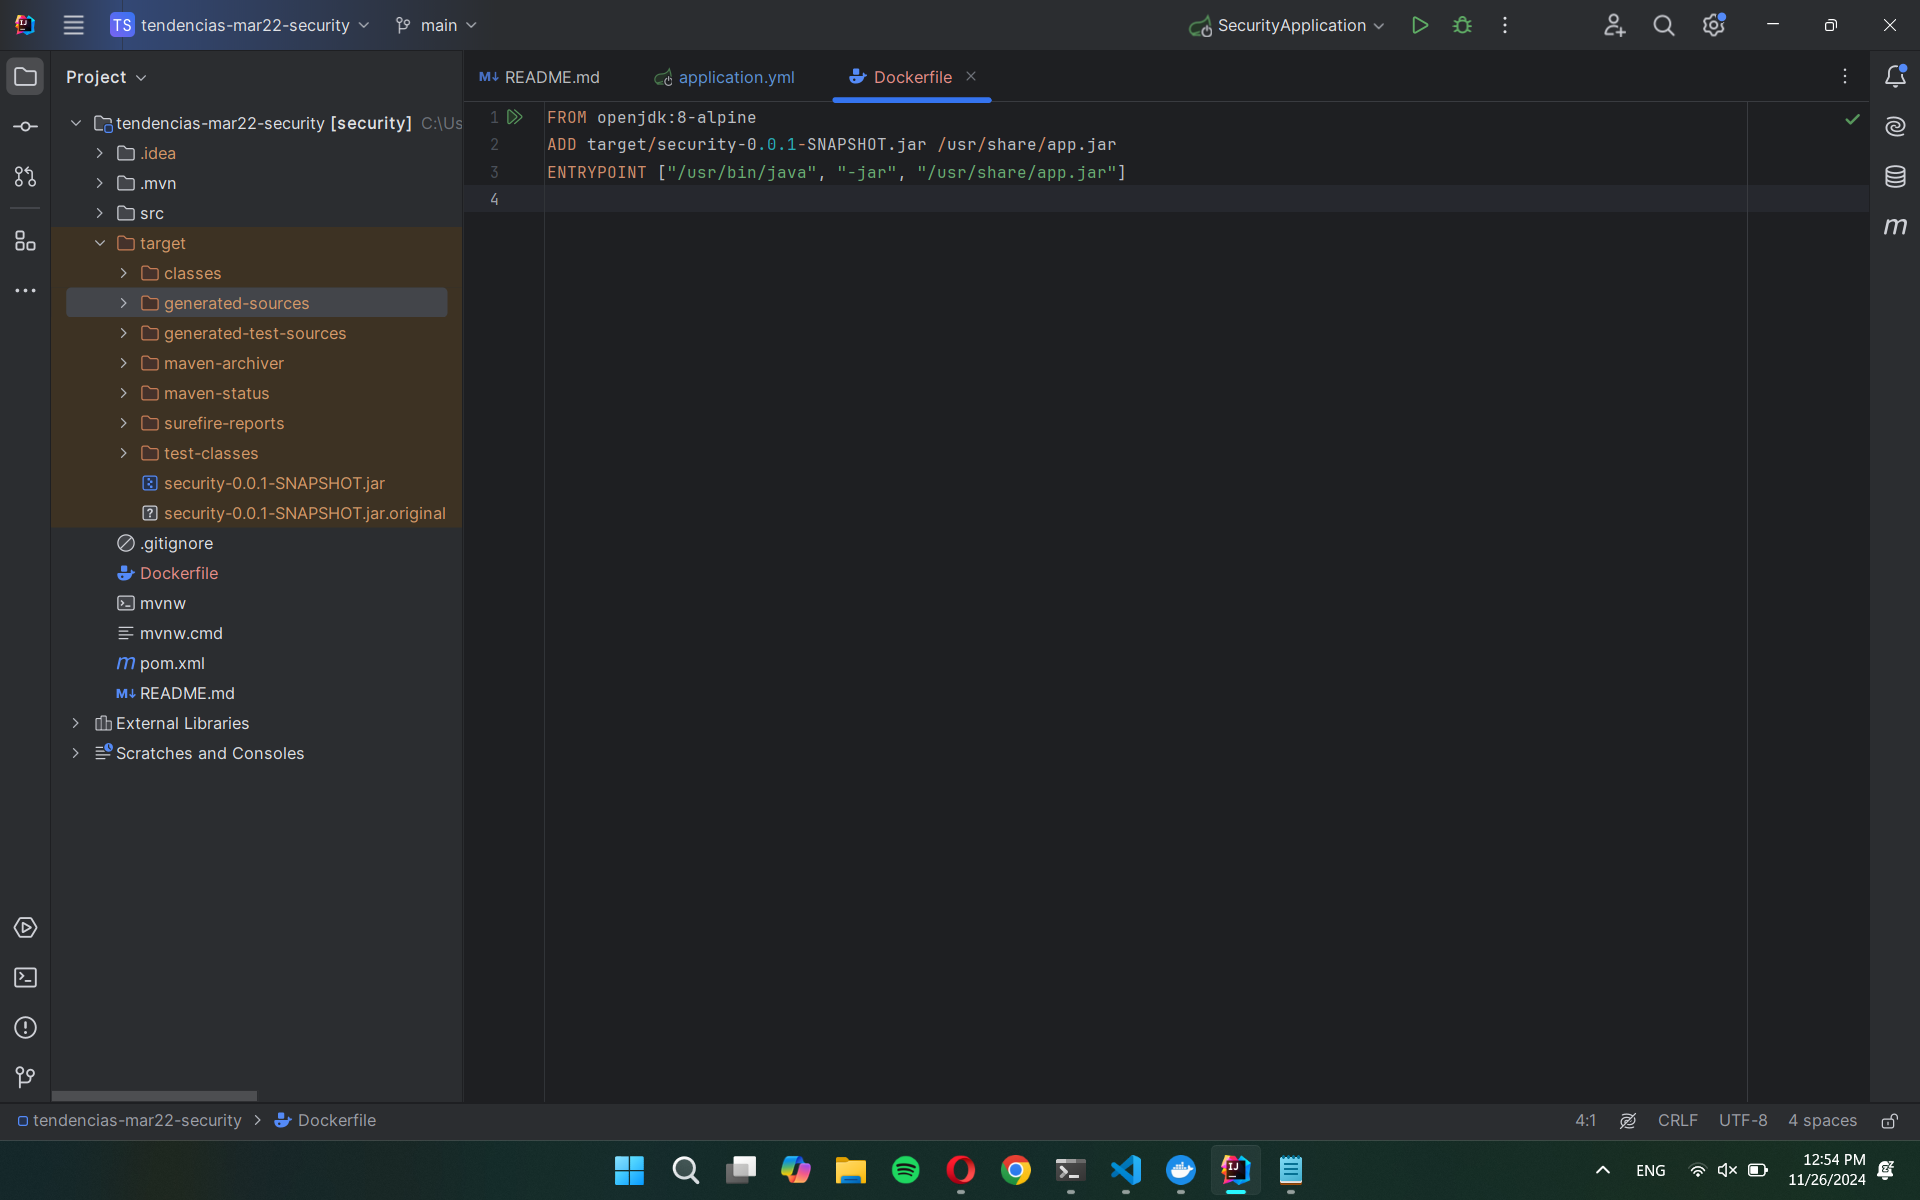 TS tendencias-mar22-security main SecurityApplication
Project
README.md application.yml Dockerfile
tendencias-mar22-security [security] C:\Us
.idea
.mvn
src
target
classes
generated-sources
generated-test-sources
maven-archiver
maven-status
surefire-reports
test-classes
security-0.0.1-SNAPSHOT.jar
security-0.0.1-SNAPSHOT.jar.original
.gitignore
Dockerfile
mvnw
mvnw.cmd
pom.xml
README.md
External Libraries
Scratches and Consoles
1 FROM openjdk:8-alpine
2 ADD target/security-0.0.1-SNAPSHOT.jar /usr/share/app.jar
3 ENTRYPOINT ["/usr/bin/java", "-jar", "/usr/share/app.jar"]
4
tendencias-mar22-security > Dockerfile 4:1 CRLF UTF-8 4 spaces
ENG 12:54 PM
11/26/2024